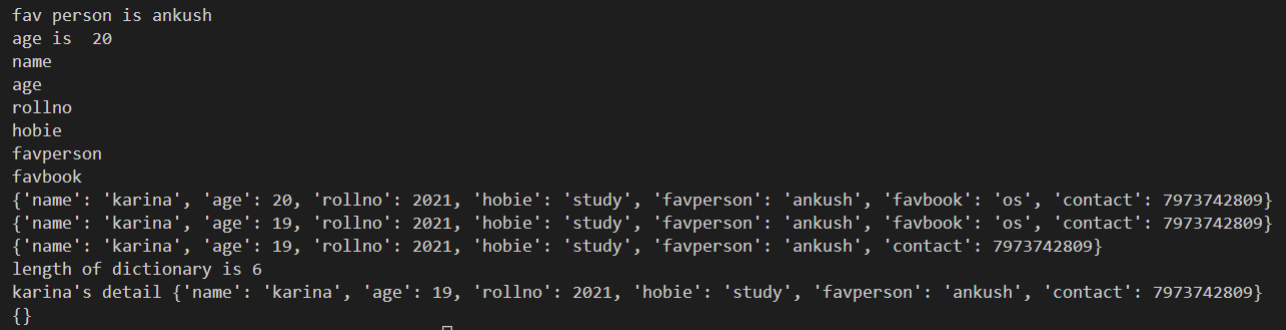 fav person is ankush
age is  20
name
age
rollno
hobie
favperson
favbook
{'name': 'karina', 'age': 20, 'rollno': 2021, 'hobie': 'study', 'favperson': 'ankush', 'favbook': 'os', 'contact': 7973742809}
{'name': 'karina', 'age': 19, 'rollno': 2021, 'hobie': 'study', 'favperson': 'ankush', 'favbook': 'os', 'contact': 7973742809}
{'name': 'karina', 'age': 19, 'rollno': 2021, 'hobie': 'study', 'favperson': 'ankush', 'contact': 7973742809}
length of dictionary is 6
karina's detail {'name': 'karina', 'age': 19, 'rollno': 2021, 'hobie': 'study', 'favperson': 'ankush', 'contact': 7973742809}
{}